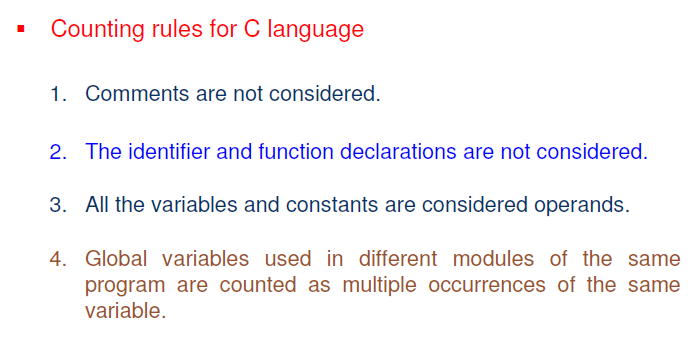 ▪ Counting rules for C language
1. Comments are not considered.
2. The identifier and function declarations are not considered.
3. All the variables and constants are considered operands.
4. Global variables used in different modules of the same
program are counted as multiple occurrences of the same
variable.